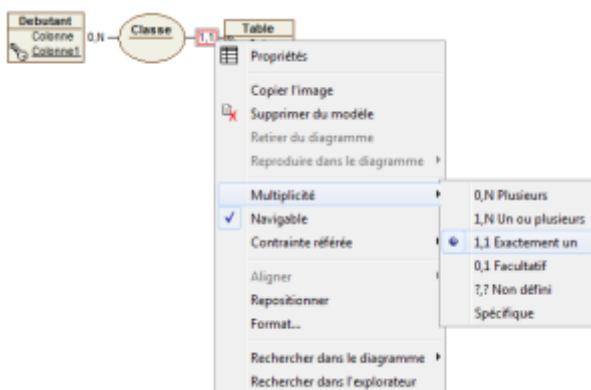 Debutant
Colonne
Colonne1
0,N
Classe
1,1
Table
Propriétés
Copier l'image
Supprimer du modèle
Retirer du diagramme
Reproduire dans le diagramme
Multiplicité
Navigable
Contrainte référée
Aligner
Repositionner
Format...
Rechercher dans le diagramme
Rechercher dans l'explorateur
0,N Plusieurs
1,N Un ou plusieurs
1,1 Exactement un
0,1 Facultatif
?,? Non défini
Spécifique